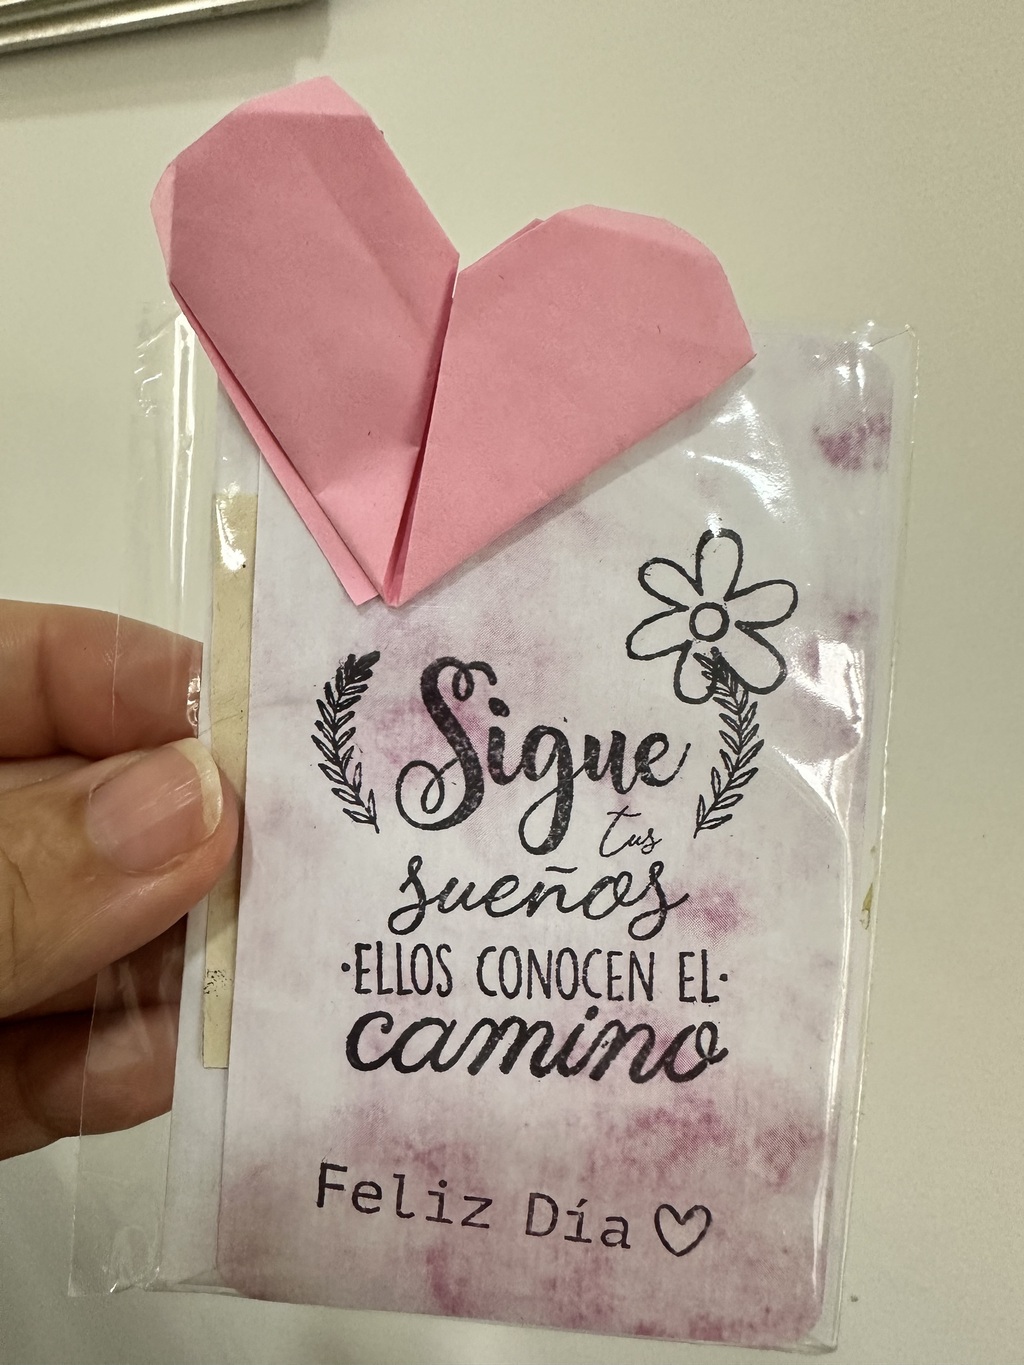 Sigue
tus
sueños
·ELLOS CONOCEN EL·
camino
Feliz Día ♡